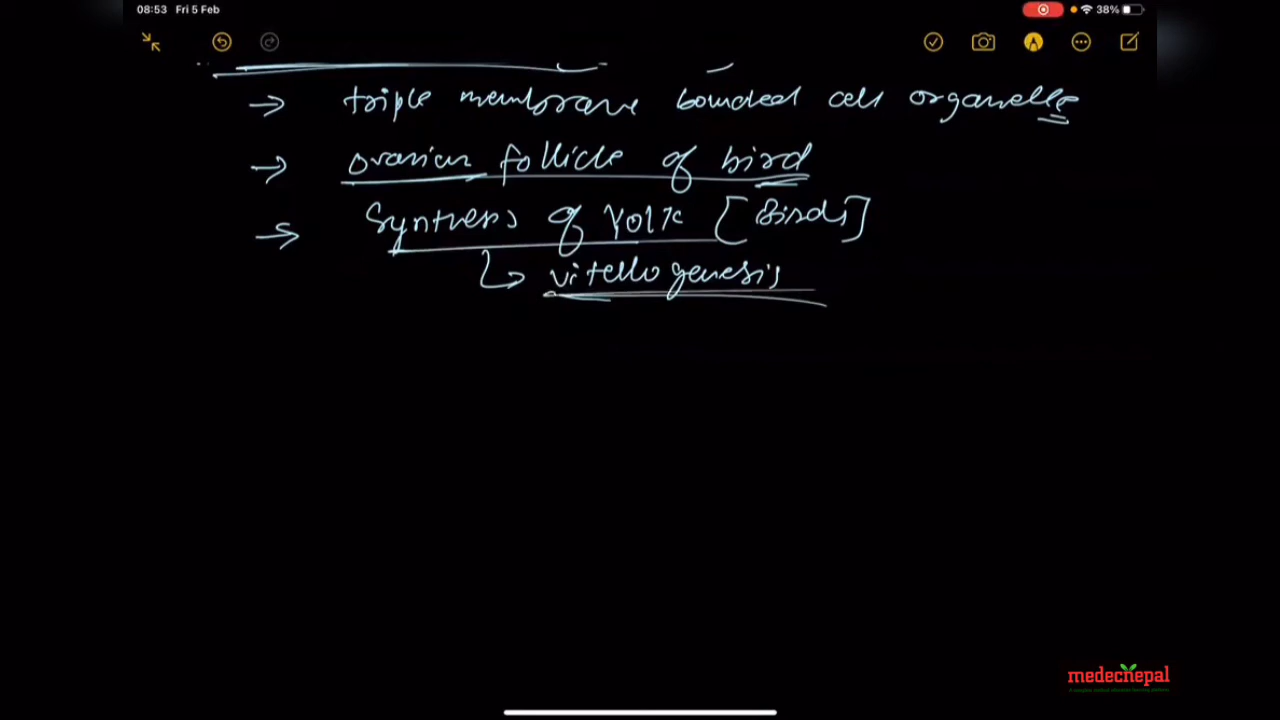 08:53 Fri 5 Feb 38%
→ triple membrane bounded cell organelle
→ ovarian follicle of bird
→ Synthesis of Yolk [Birds]
↳ vitellogenesis
medecnepal